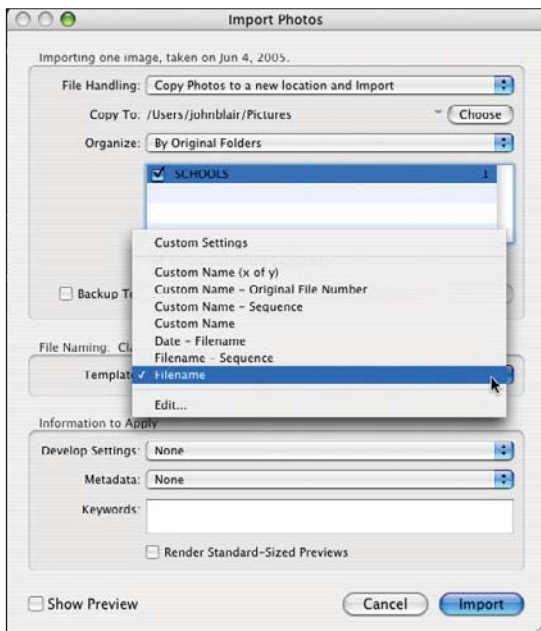 Import Photos
Importing one image, taken on Jun 4, 2005.
File Handling: Copy Photos to a new location and Import
Copy To: /Users/johnblair/Pictures Choose
Organize: By Original Folders
SCHOOLS 1
Custom Settings
Custom Name (x of y)
Custom Name – Original File Number
Custom Name – Sequence
Backup
Custom Name
Date – Filename
File Naming:
Filename – Sequence
Template ✓ Filename
Edit...
Information to Apply
Develop Settings: None
Metadata: None
Keywords:
Render Standard-Sized Previews
Show Preview Cancel Import